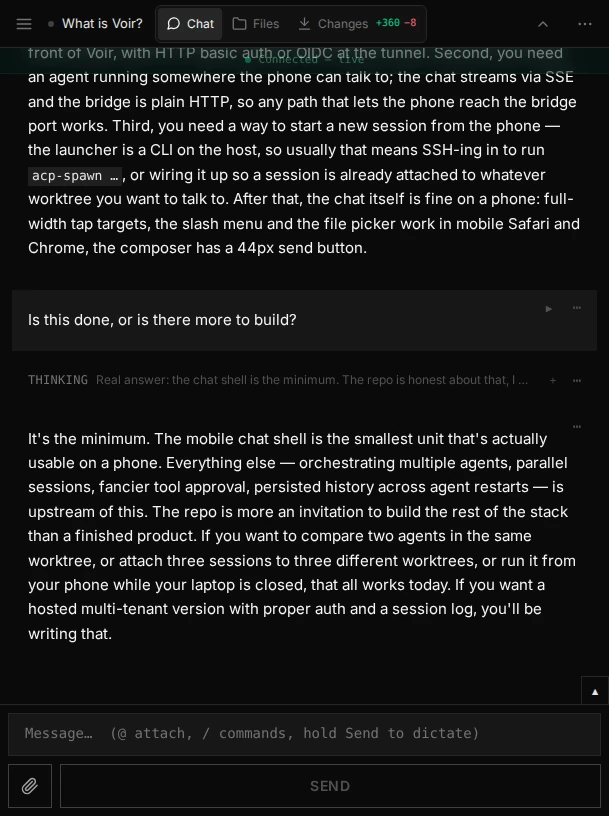 What is Voir?
Chat
Files
Changes +360 −8
front of Voir, with HTTP basic auth or OIDC at the tunnel. Second, you need
connected — live
an agent running somewhere the phone can talk to; the chat streams via SSE
and the bridge is plain HTTP, so any path that lets the phone reach the bridge
port works. Third, you need a way to start a new session from the phone —
the launcher is a CLI on the host, so usually that means SSH-ing in to run
acp-spawn … , or wiring it up so a session is already attached to whatever
worktree you want to talk to. After that, the chat itself is fine on a phone: full-
width tap targets, the slash menu and the file picker work in mobile Safari and
Chrome, the composer has a 44px send button.
Is this done, or is there more to build?
THINKING Real answer: the chat shell is the minimum. The repo is honest about that, I ...
It's the minimum. The mobile chat shell is the smallest unit that's actually
usable on a phone. Everything else — orchestrating multiple agents, parallel
sessions, fancier tool approval, persisted history across agent restarts — is
upstream of this. The repo is more an invitation to build the rest of the stack
than a finished product. If you want to compare two agents in the same
worktree, or attach three sessions to three different worktrees, or run it from
your phone while your laptop is closed, that all works today. If you want a
hosted multi-tenant version with proper auth and a session log, you'll be
writing that.
Message… (@ attach, / commands, hold Send to dictate)
SEND